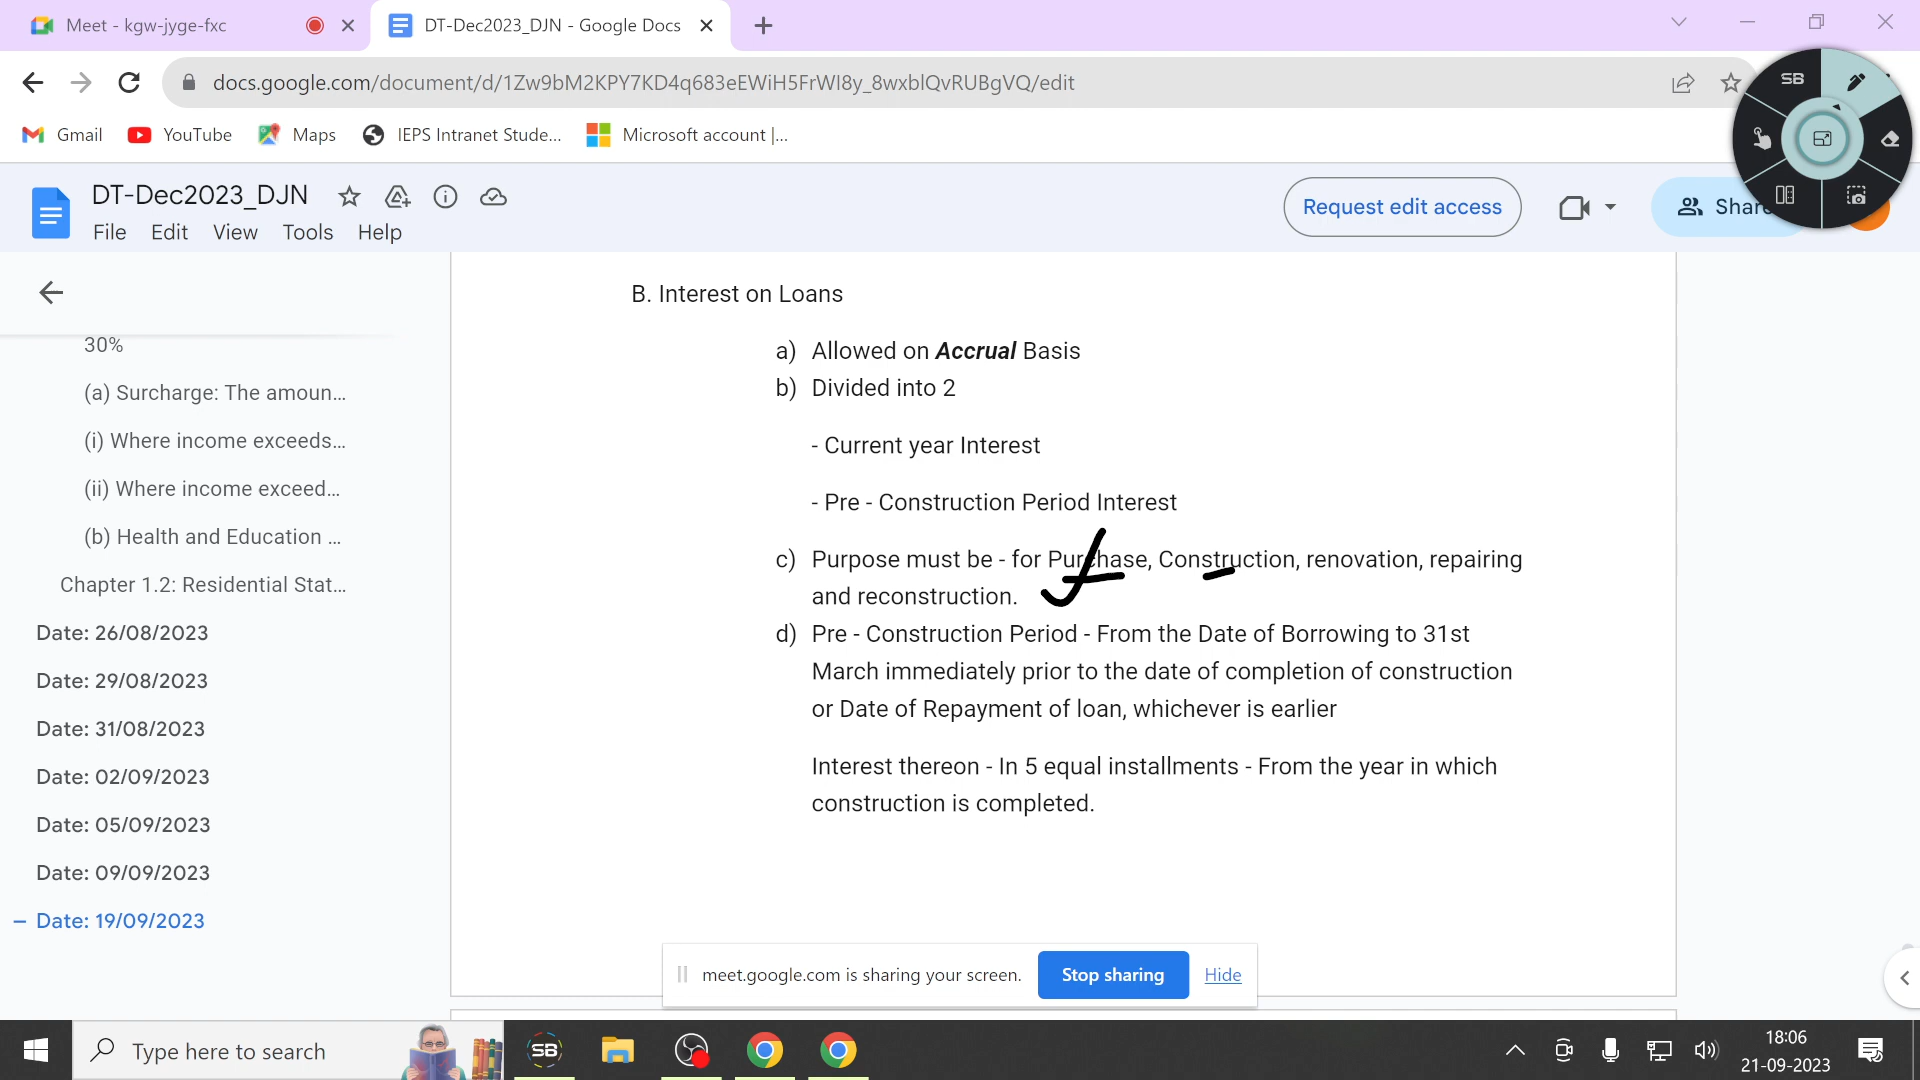 Meet - kgw-jyge-fxc
DT-Dec2023_DJN - Google Docs
docs.google.com/document/d/1Zw9bM2KPY7KD4q683eEWiH5FrWI8y_8wxblQvRUBgVQ/edit
SB
Gmail
YouTube
Maps
IEPS Intranet Stude...
Microsoft account |...
DT-Dec2023_DJN
File Edit View Tools Help
Request edit access
Share
30%
(a) Surcharge: The amoun...
(i) Where income exceeds...
(ii) Where income exceed...
(b) Health and Education ...
Chapter 1.2: Residential Stat...
Date: 26/08/2023
Date: 29/08/2023
Date: 31/08/2023
Date: 02/09/2023
Date: 05/09/2023
Date: 09/09/2023
Date: 19/09/2023
B. Interest on Loans
a) Allowed on Accrual Basis
b) Divided into 2
- Current year Interest
- Pre - Construction Period Interest
c) Purpose must be - for Purchase, Construction, renovation, repairing
and reconstruction.
d) Pre - Construction Period - From the Date of Borrowing to 31st
March immediately prior to the date of completion of construction
or Date of Repayment of loan, whichever is earlier
Interest thereon - In 5 equal installments - From the year in which
construction is completed.
meet.google.com is sharing your screen.
Stop sharing
Hide
Type here to search
SB
18:06
21-09-2023